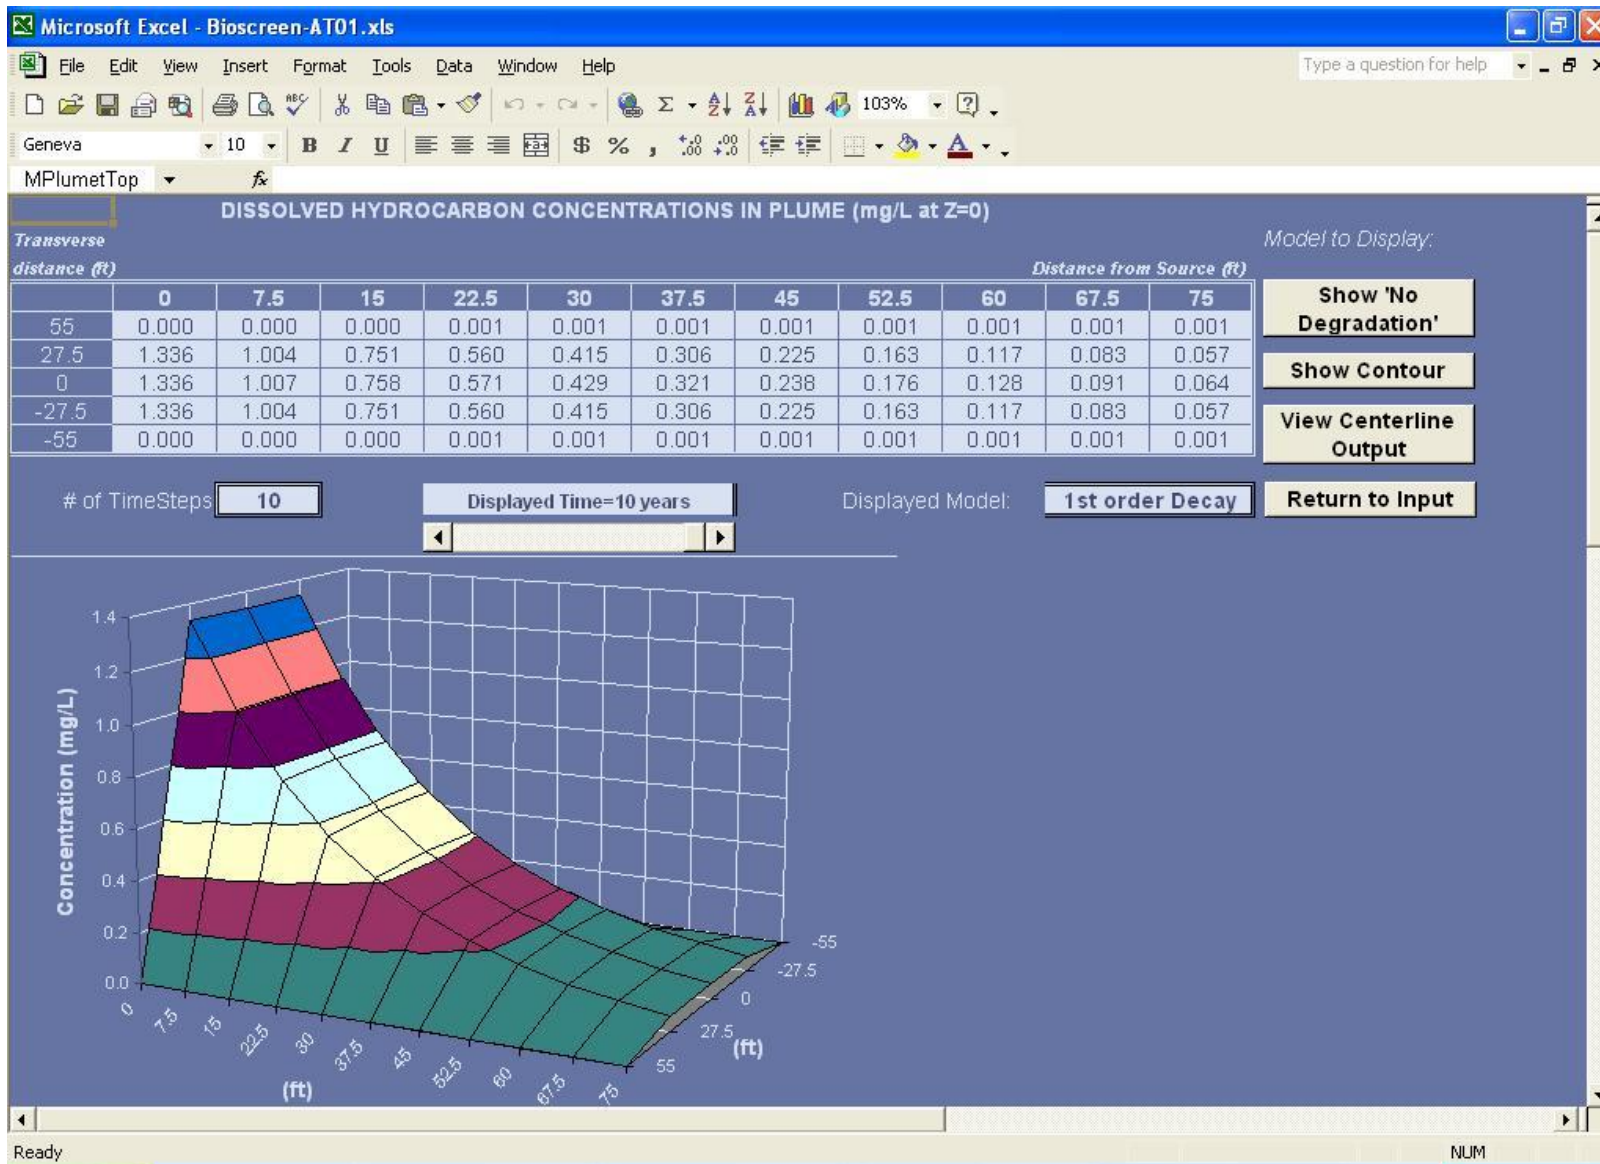 Microsoft Excel - Bioscreen-AT01.xls
File Edit View Insert Format Tools Data Window Help
Type a question for help
103%
Geneva 10 B I U $ % ,
MPlumetTop fx
DISSOLVED HYDROCARBON CONCENTRATIONS IN PLUME (mg/L at Z=0)
Transverse
distance (ft)
Distance from Source (ft)
0 7.5 15 22.5 30 37.5 45 52.5 60 67.5 75
55 0.000 0.000 0.000 0.001 0.001 0.001 0.001 0.001 0.001 0.001 0.001
27.5 1.336 1.004 0.751 0.560 0.415 0.306 0.225 0.163 0.117 0.083 0.057
0 1.336 1.007 0.758 0.571 0.429 0.321 0.238 0.176 0.128 0.091 0.064
-27.5 1.336 1.004 0.751 0.560 0.415 0.306 0.225 0.163 0.117 0.083 0.057
-55 0.000 0.000 0.000 0.001 0.001 0.001 0.001 0.001 0.001 0.001 0.001
Model to Display:
Show 'No
Degradation'
Show Contour
View Centerline
Output
Return to Input
# of TimeSteps 10
Displayed Time=10 years
Displayed Model: 1st order Decay
Concentration (mg/L)
1.4
1.2
1.0
0.8
0.6
0.4
0.2
0.0
0 7.5 15 22.5 30 37.5 45 52.5 60 67.5 75
(ft)
-55
-27.5
0
27.5
55
(ft)
Ready
NUM